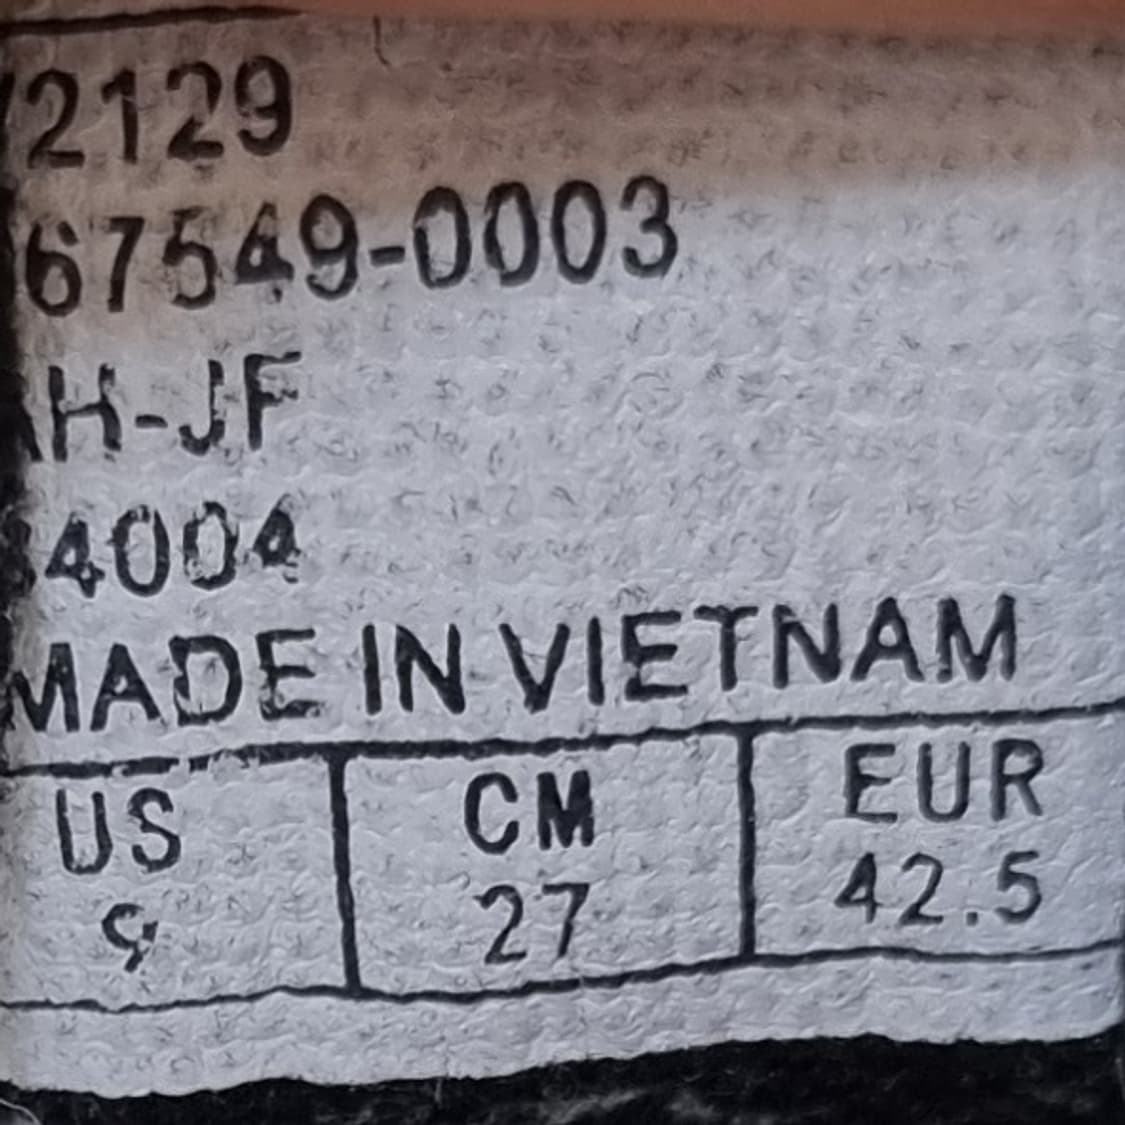 2129
67549-0003
H-JF
4004
MADE IN VIETNAM
US CM EUR
9 27 42.5